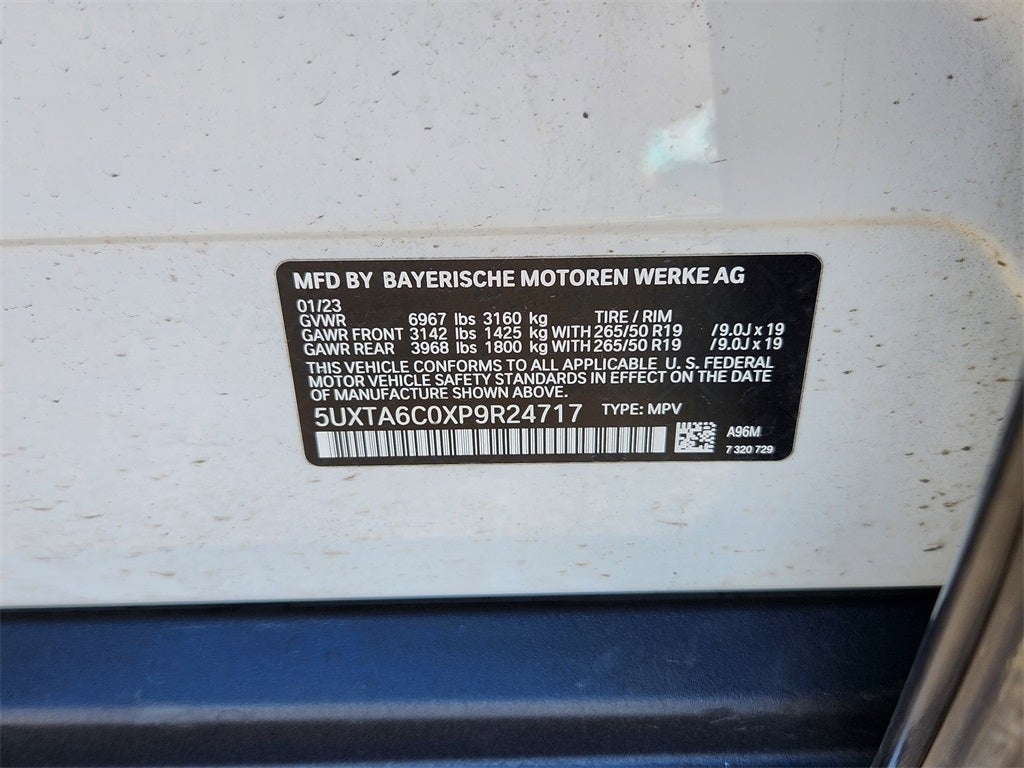 MFD BY BAYERISCHE MOTOREN WERKE AG
01/23
GVWR 6967 lbs 3160 kg TIRE / RIM
GAWR FRONT 3142 lbs 1425 kg WITH 265/50 R19 /9.0J x 19
GAWR REAR 3968 lbs 1800 kg WITH 265/50 R19 /9.0J x 19
THIS VEHICLE CONFORMS TO ALL APPLICABLE U.S. FEDERAL
MOTOR VEHICLE SAFETY STANDARDS IN EFFECT ON THE DATE
OF MANUFACTURE SHOWN ABOVE.
5UXTA6C0XP9R24717 TYPE: MPV
A96M
7 320 729